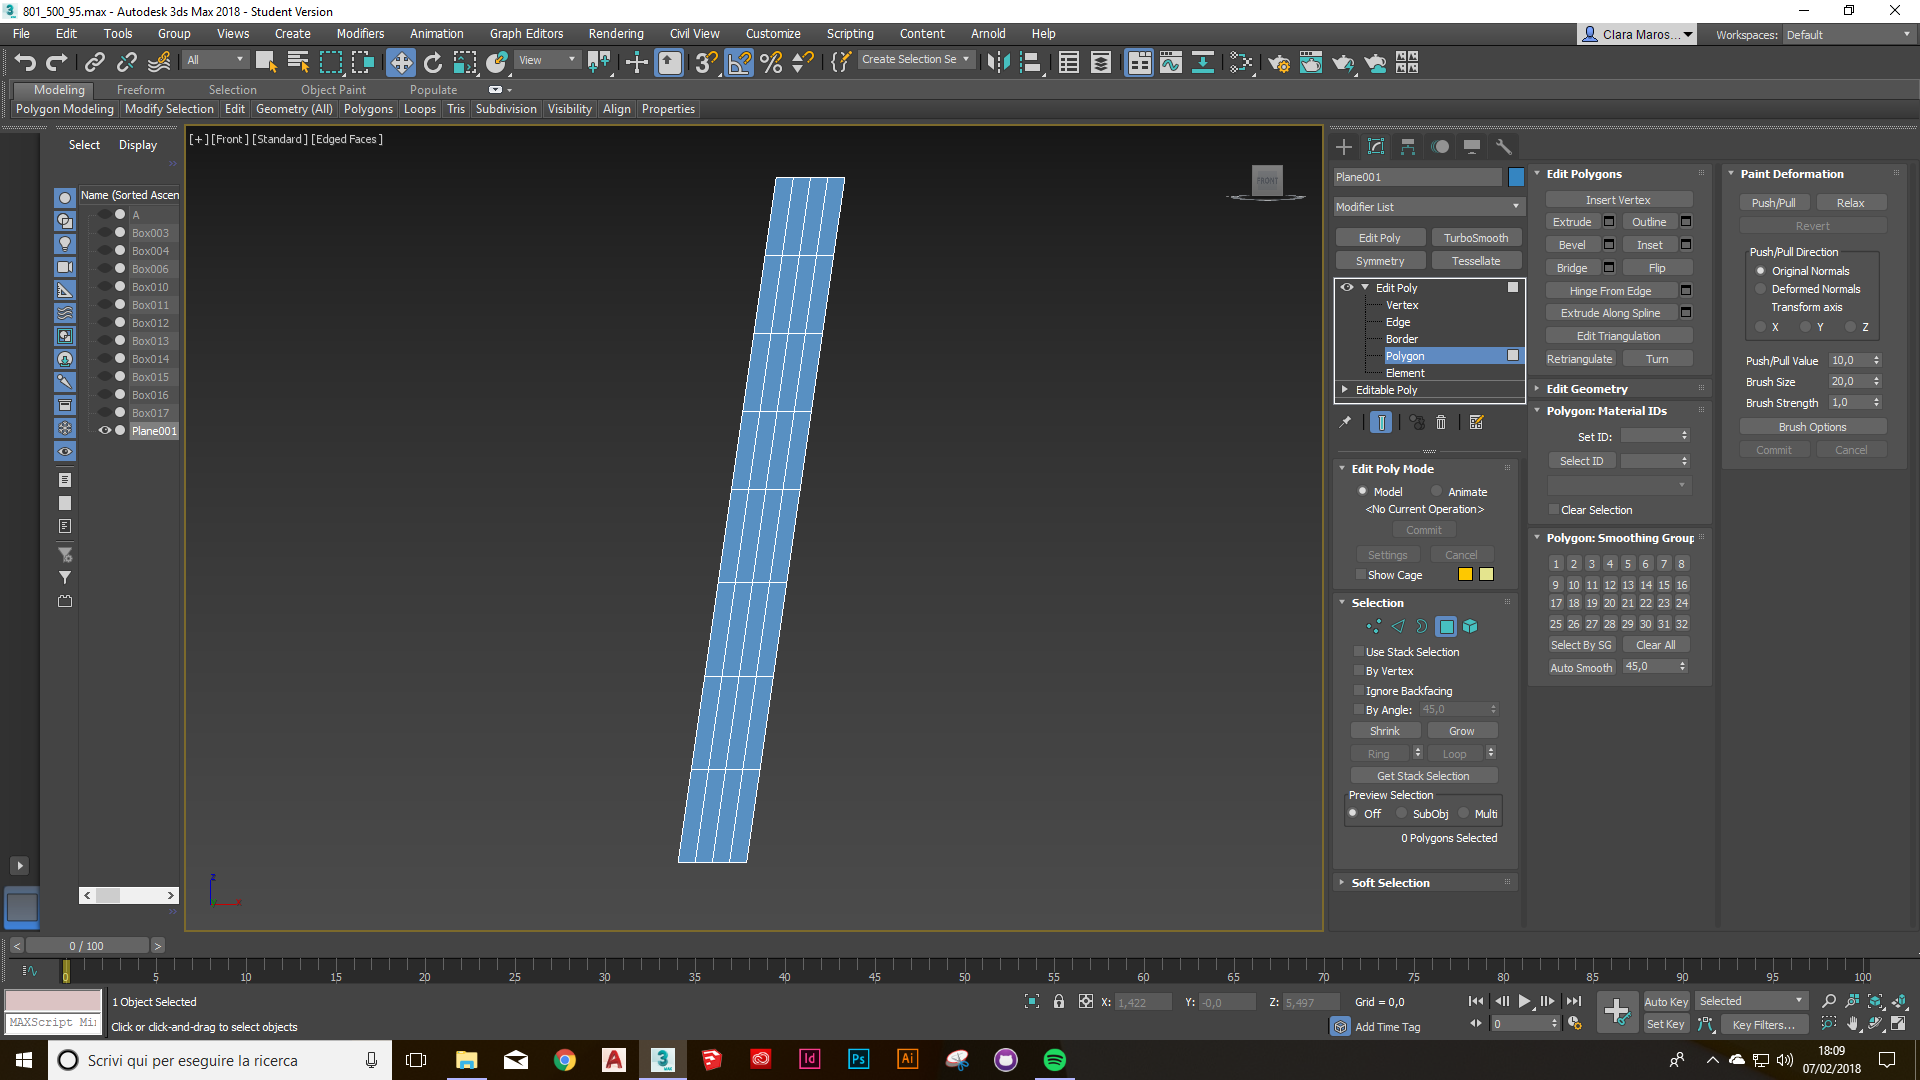 801_500_95.max - Autodesk 3ds Max 2018 - Student Version
File Edit Tools Group Views Create Modifiers Animation Graph Editors Rendering Civil View Customize Scripting Content Arnold Help
Clara Maros... Workspaces: Default
All View Create Selection Se
Modeling Freeform Selection Object Paint Populate
Polygon Modeling Modify Selection Edit Geometry (All) Polygons Loops Tris Subdivision Visibility Align Properties
Select Display
Name (Sorted Ascen
A
Box003
Box004
Box006
Box010
Box011
Box012
Box013
Box014
Box015
Box016
Box017
Plane001
[+] [Front] [Standard] [Edged Faces]
FRONT
z
x
Plane001
Modifier List
Edit Poly TurboSmooth
Symmetry Tessellate
Edit Poly
Vertex
Edge
Border
Polygon
Element
Editable Poly
Edit Poly Mode
Model Animate
<No Current Operation>
Commit
Settings Cancel
Show Cage
Selection
Use Stack Selection
By Vertex
Ignore Backfacing
By Angle: 45,0
Shrink Grow
Ring Loop
Get Stack Selection
Preview Selection
Off SubObj Multi
0 Polygons Selected
Soft Selection
Edit Polygons
Insert Vertex
Extrude Outline
Bevel Inset
Bridge Flip
Hinge From Edge
Extrude Along Spline
Edit Triangulation
Retriangulate Turn
Edit Geometry
Polygon: Material IDs
Set ID:
Select ID
Clear Selection
Polygon: Smoothing Group
1 2 3 4 5 6 7 8
9 10 11 12 13 14 15 16
17 18 19 20 21 22 23 24
25 26 27 28 29 30 31 32
Select By SG Clear All
Auto Smooth 45,0
Paint Deformation
Push/Pull Relax
Revert
Push/Pull Direction
Original Normals
Deformed Normals
Transform axis
X Y Z
Push/Pull Value 10,0
Brush Size 20,0
Brush Strength 1,0
Brush Options
Commit Cancel
< 0 / 100 >
0 5 10 15 20 25 30 35 40 45 50 55 60 65 70 75 80 85 90 95 100
1 Object Selected X: 1,422 Y: -0,0 Z: 5,497 Grid = 0,0 Auto Key Selected
MAXScript Mi Click or click-and-drag to select objects Add Time Tag 0 Set Key Key Filters...
Scrivi qui per eseguire la ricerca
18:09
07/02/2018